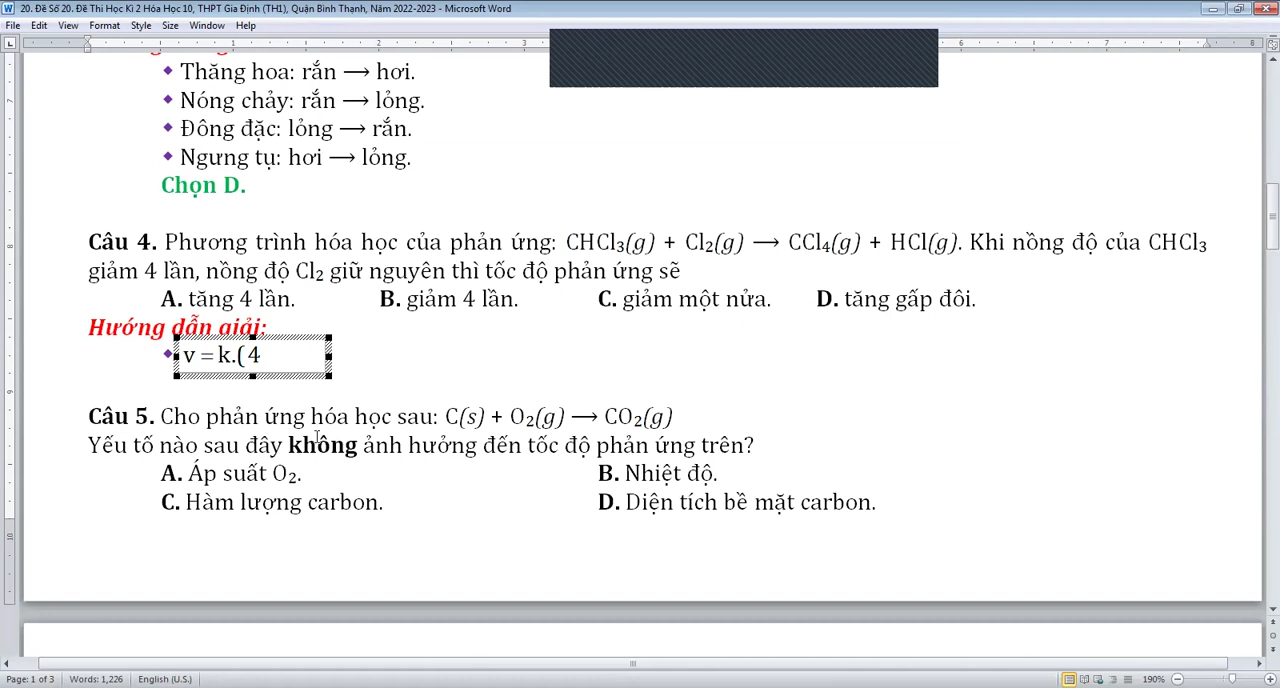 20. Đề Số 20. Đề Thi Học Kì 2 Hóa Học 10, THPT Gia Định (TH1), Quận Bình Thạnh, Năm 2022-2023 - Microsoft Word
File Edit View Format Style Size Window Help
1 2 3 6 7 8
Thăng hoa: rắn ⟶ hơi.
Nóng chảy: rắn ⟶ lỏng.
Đông đặc: lỏng ⟶ rắn.
Ngưng tụ: hơi ⟶ lỏng.
Chọn D.
Câu 4. Phương trình hóa học của phản ứng: CHCl₃(g) + Cl₂(g) ⟶ CCl₄(g) + HCl(g). Khi nồng độ của CHCl₃
giảm 4 lần, nồng độ Cl₂ giữ nguyên thì tốc độ phản ứng sẽ
A. tăng 4 lần. B. giảm 4 lần. C. giảm một nửa. D. tăng gấp đôi.
Hướng dẫn giải:
v = k.(4
Câu 5. Cho phản ứng hóa học sau: C(s) + O₂(g) ⟶ CO₂(g)
Yếu tố nào sau đây không ảnh hưởng đến tốc độ phản ứng trên?
A. Áp suất O₂. B. Nhiệt độ.
C. Hàm lượng carbon. D. Diện tích bề mặt carbon.
Page: 1 of 3 Words: 1,226 English (U.S.) 190%